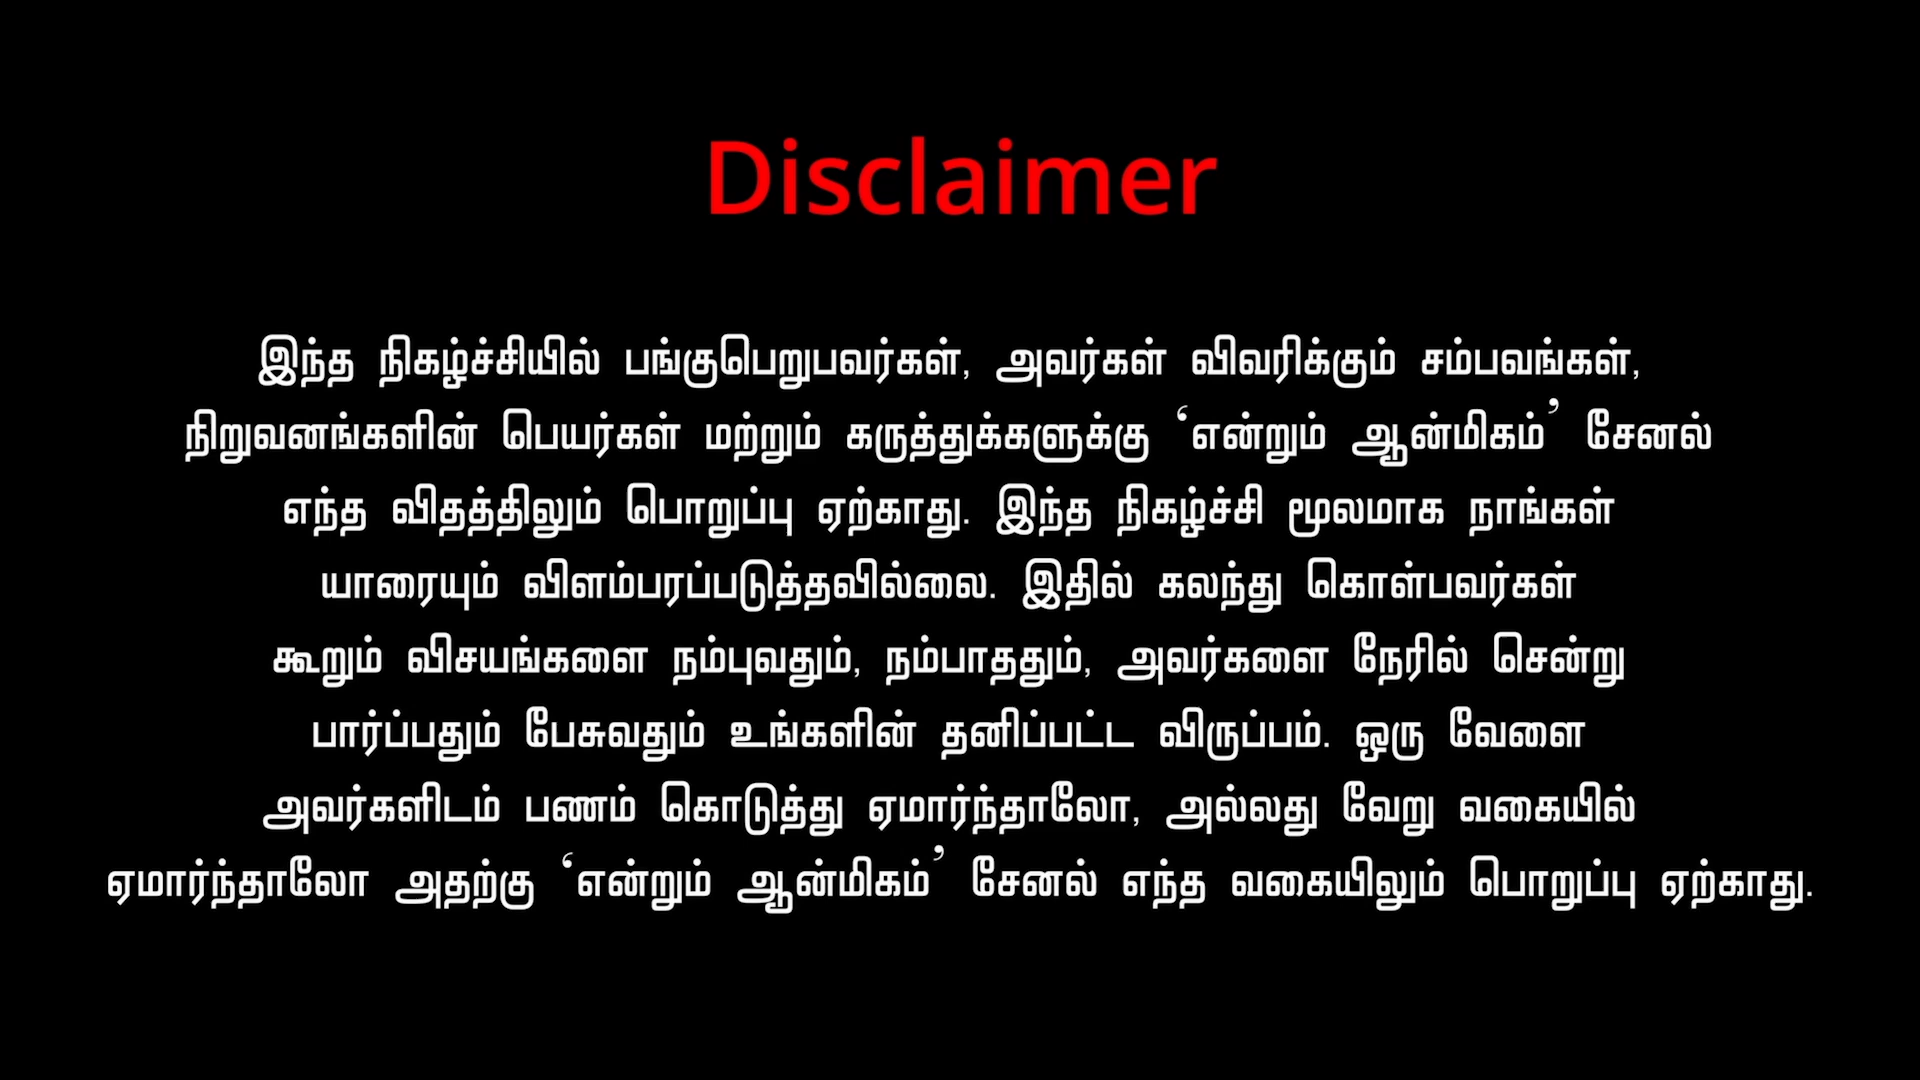 Disclaimer
இந்த நிகழ்ச்சியில் பங்குபெறுபவர்கள், அவர்கள் விவரிக்கும் சம்பவங்கள்,
நிறுவனங்களின் பெயர்கள் மற்றும் கருத்துக்களுக்கு ‘என்றும் ஆன்மிகம்’ சேனல்
எந்த விதத்திலும் பொறுப்பு ஏற்காது. இந்த நிகழ்ச்சி மூலமாக நாங்கள்
யாரையும் விளம்பரப்படுத்தவில்லை. இதில் கலந்து கொள்பவர்கள்
கூறும் விசயங்களை நம்புவதும், நம்பாததும், அவர்களை நேரில் சென்று
பார்ப்பதும் பேசுவதும் உங்களின் தனிப்பட்ட விருப்பம். ஒரு வேளை
அவர்களிடம் பணம் கொடுத்து ஏமார்ந்தாலோ, அல்லது வேறு வகையில்
ஏமார்ந்தாலோ அதற்கு ‘என்றும் ஆன்மிகம்’ சேனல் எந்த வகையிலும் பொறுப்பு ஏற்காது.